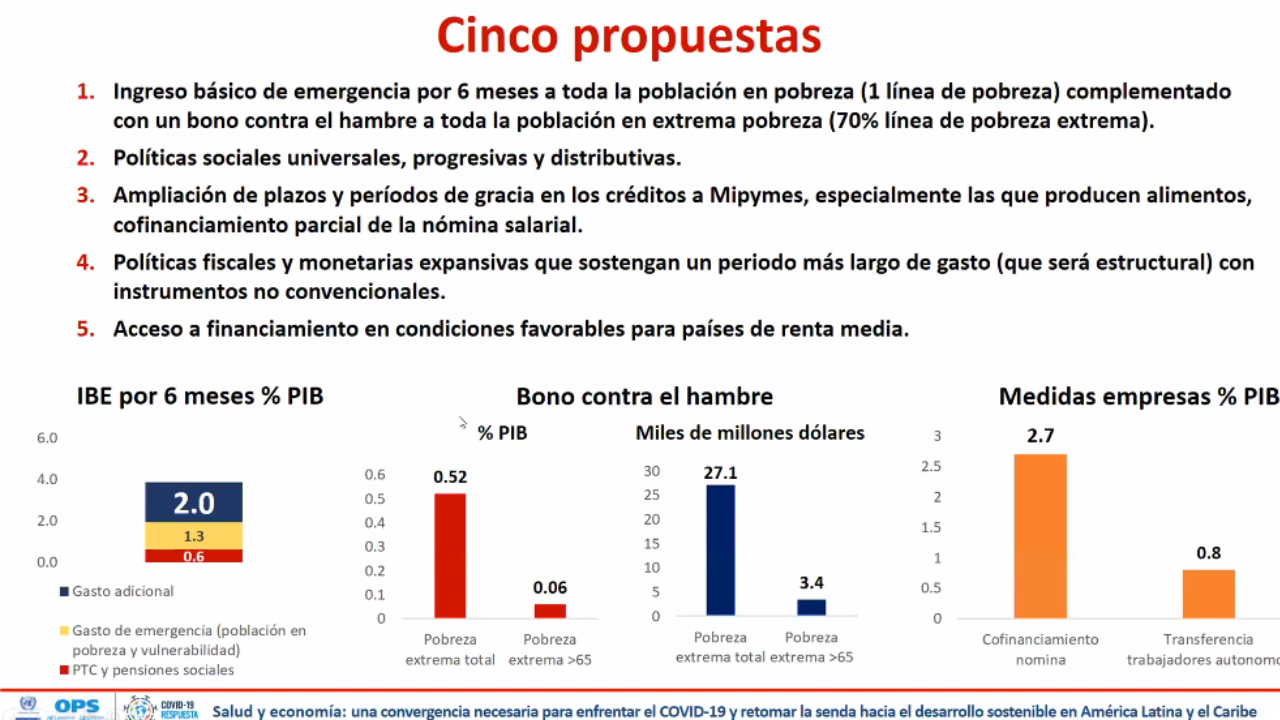 Cinco propuestas
1. Ingreso básico de emergencia por 6 meses a toda la población en pobreza (1 línea de pobreza) complementado
con un bono contra el hambre a toda la población en extrema pobreza (70% línea de pobreza extrema).
2. Políticas sociales universales, progresivas y distributivas.
3. Ampliación de plazos y períodos de gracia en los créditos a Mipymes, especialmente las que producen alimentos,
cofinanciamiento parcial de la nómina salarial.
4. Políticas fiscales y monetarias expansivas que sostengan un periodo más largo de gasto (que será estructural) con
instrumentos no convencionales.
5. Acceso a financiamiento en condiciones favorables para países de renta media.
IBE por 6 meses % PIB
6.0
4.0
2.0
0.0
2.0
1.3
0.6
Gasto adicional
Gasto de emergencia (población en
pobreza y vulnerabilidad)
PTC y pensiones sociales
Bono contra el hambre
% PIB
0.6
0.5
0.4
0.3
0.2
0.1
0
0.52
0.06
Pobreza
extrema total
Pobreza
extrema >65
Miles de millones dólares
30
25
20
15
10
5
0
27.1
3.4
Pobreza
extrema total
Pobreza
extrema >65
Medidas empresas % PIB
3
2.5
2
1.5
1
0.5
0
2.7
0.8
Cofinanciamiento
nomina
Transferencia
trabajadores autonomo
OPS
COVID-19
RESPUESTA
Salud y economía: una convergencia necesaria para enfrentar el COVID-19 y retomar la senda hacia el desarrollo sostenible en América Latina y el Caribe